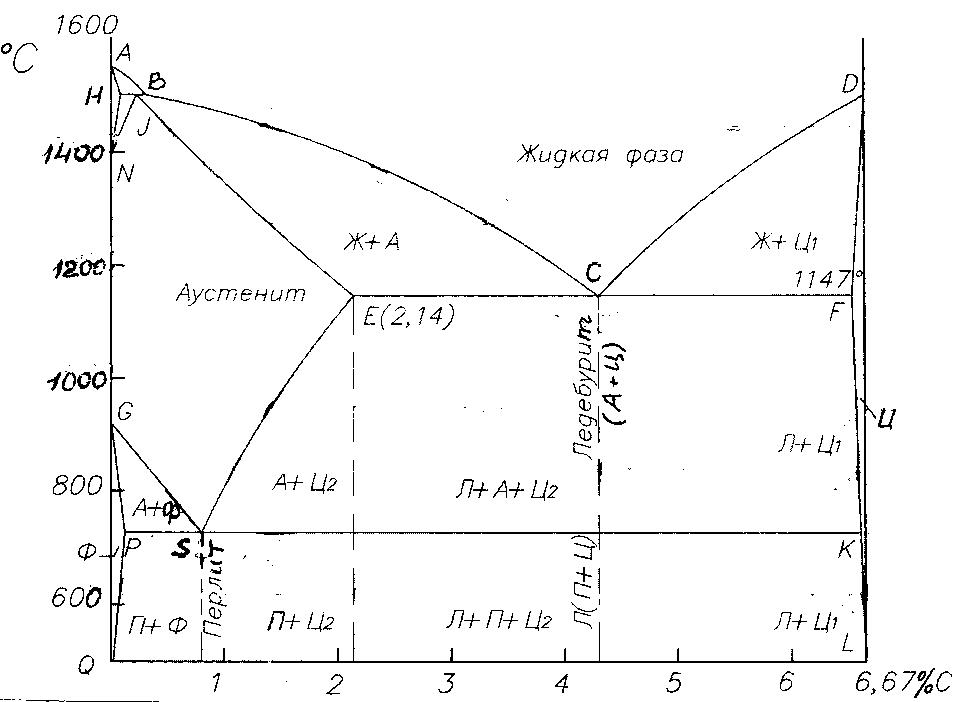 1600
°C
A
B
D
H
J
1400
N
Жидкая фаза
Ж+А
Ж+Ц1
1200
C
1147°
Аустенит
E(2,14)
F
Ледебурит
(А+Ц)
1000
G
Ц
Л+Ц1
800
А+Ф
А+Ц2
Л+А+Ц2
P
S
K
Ф
Перлит
Л(П+Ц)
600
П+Ф
П+Ц2
Л+П+Ц2
Л+Ц1
L
Q
1 2 3 4 5 6 6,67%C